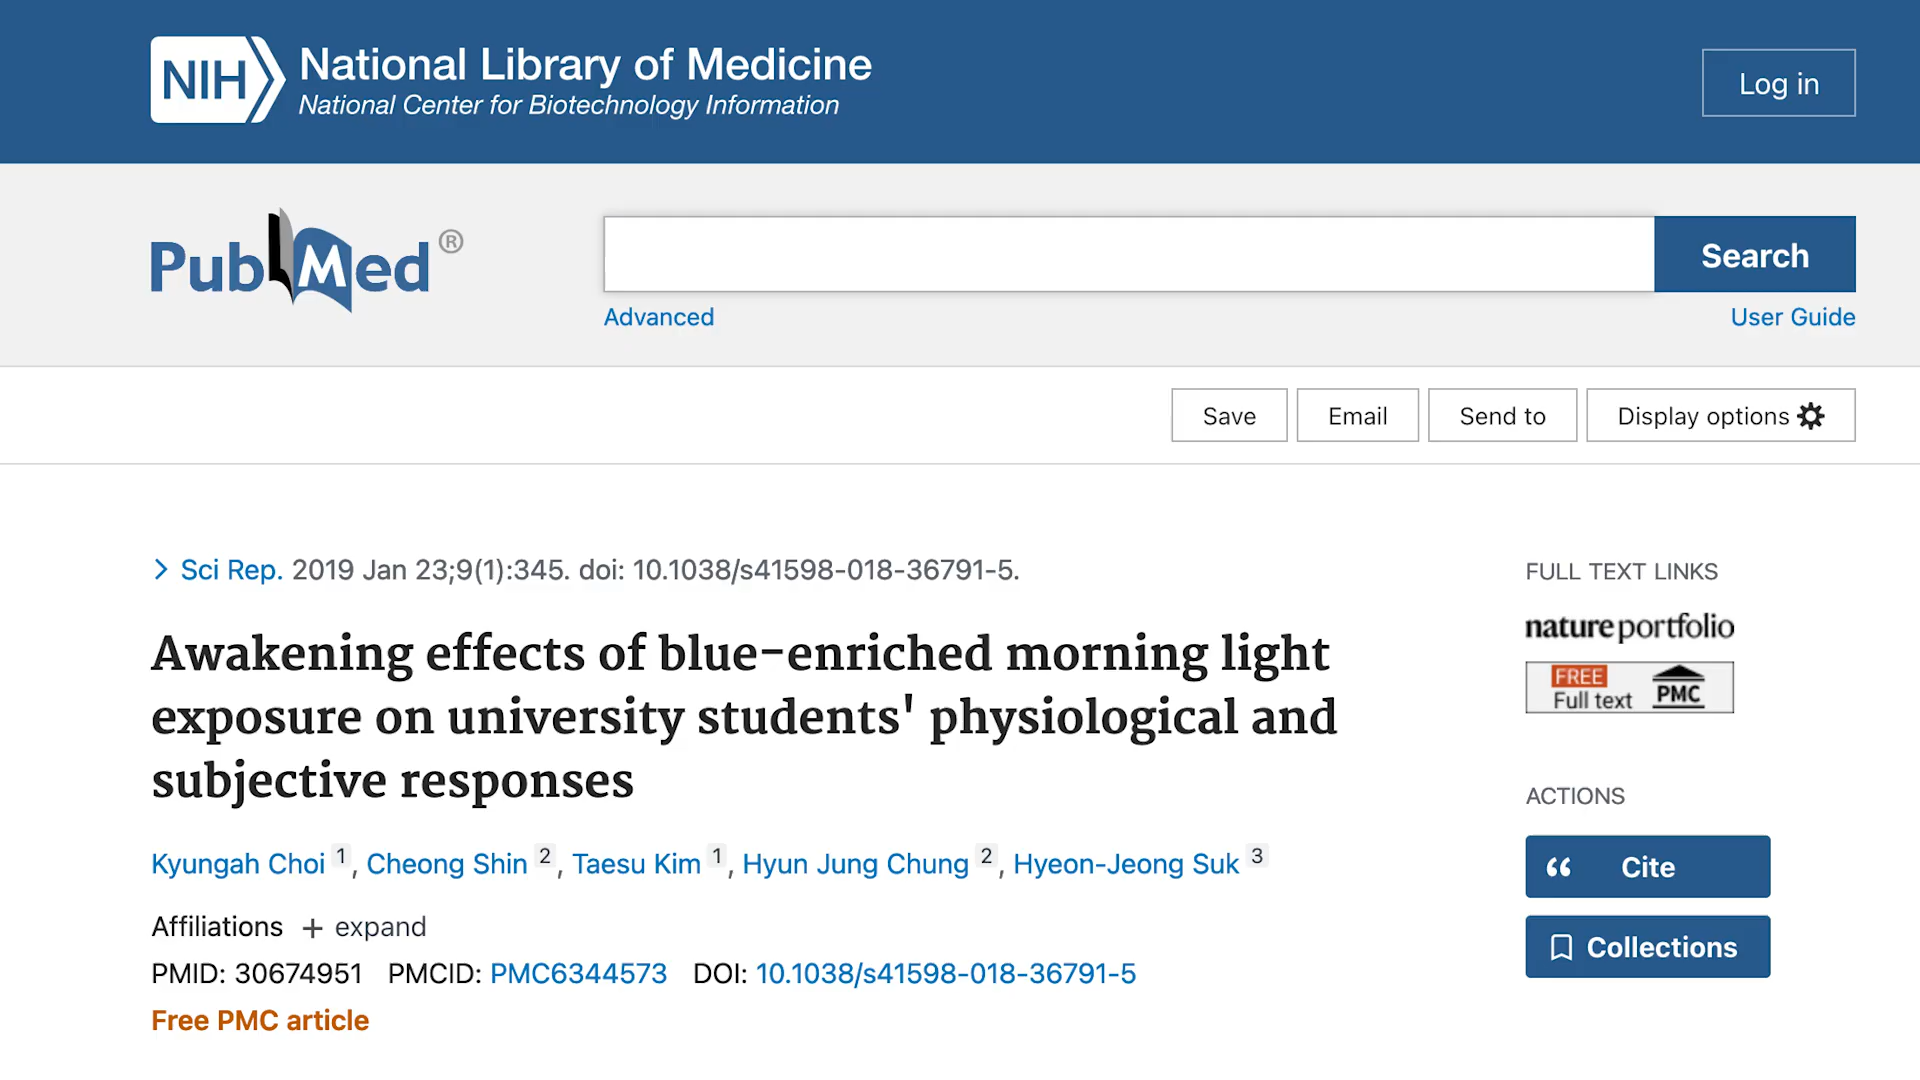 NIH National Library of Medicine
National Center for Biotechnology Information
Log in
PubMed®
Search
Advanced
User Guide
Save
Email
Send to
Display options
> Sci Rep. 2019 Jan 23;9(1):345. doi: 10.1038/s41598-018-36791-5.
Awakening effects of blue-enriched morning light
exposure on university students' physiological and
subjective responses
Kyungah Choi 1, Cheong Shin 2, Taesu Kim 1, Hyun Jung Chung 2, Hyeon-Jeong Suk 3
Affiliations + expand
PMID: 30674951 PMCID: PMC6344573 DOI: 10.1038/s41598-018-36791-5
Free PMC article
FULL TEXT LINKS
nature portfolio
FREE
Full text PMC
ACTIONS
“ Cite
Collections